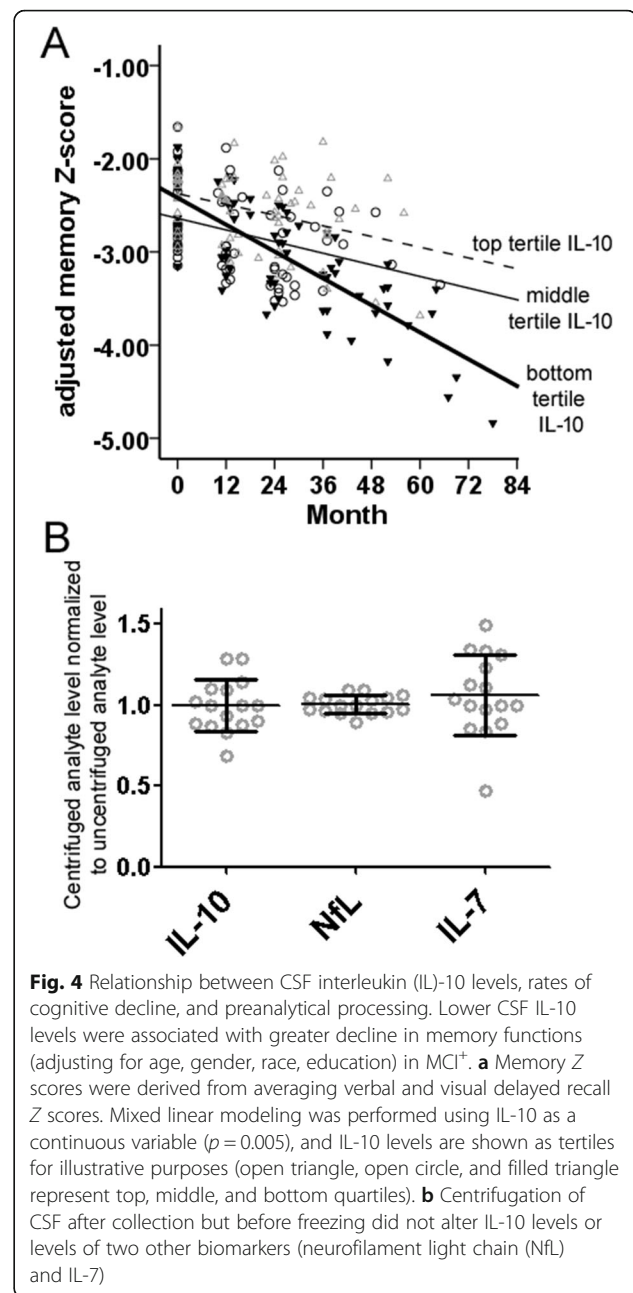 A
-1.00
-2.00
-3.00
-4.00
-5.00
adjusted memory Z-score
top tertile IL-10
middle
tertile IL-10
bottom
tertile
IL-10
0 12 24 36 48 60 72 84
Month
B
Centrifuged analyte level normalized
to uncentrifuged analyte level
1.5
1.0
0.5
0.0
IL-10
NfL
IL-7
Fig. 4 Relationship between CSF interleukin (IL)-10 levels, rates of
cognitive decline, and preanalytical processing. Lower CSF IL-10
levels were associated with greater decline in memory functions
(adjusting for age, gender, race, education) in MCI⁺. a Memory Z
scores were derived from averaging verbal and visual delayed recall
Z scores. Mixed linear modeling was performed using IL-10 as a
continuous variable (p = 0.005), and IL-10 levels are shown as tertiles
for illustrative purposes (open triangle, open circle, and filled triangle
represent top, middle, and bottom quartiles). b Centrifugation of
CSF after collection but before freezing did not alter IL-10 levels or
levels of two other biomarkers (neurofilament light chain (NfL)
and IL-7)